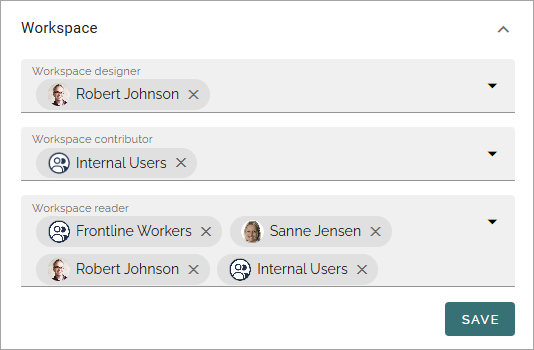 Workspace
Workspace designer
Robert Johnson
Workspace contributor
Internal Users
Workspace reader
Frontline Workers Sanne Jensen
Robert Johnson Internal Users
SAVE